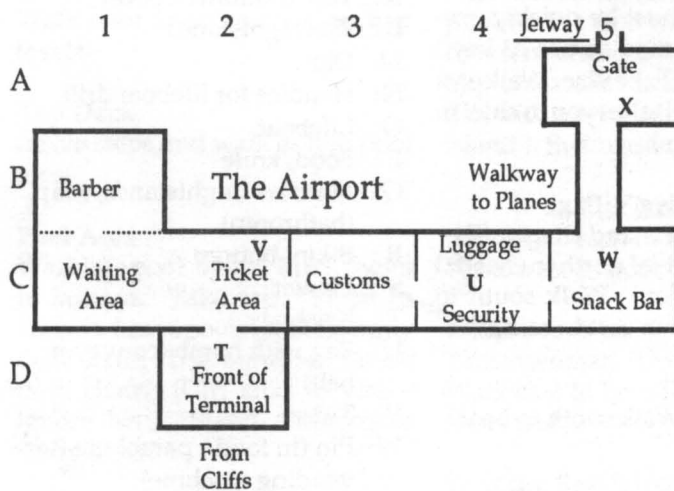 1 2 3 4 5
Jetway
Gate
A
X
B
Barber
The Airport
Walkway
to Planes
C
Waiting
Area
V
Ticket
Area
Customs
Luggage
U
Security
W
Snack Bar
D
T
Front of
Terminal
From
Cliffs